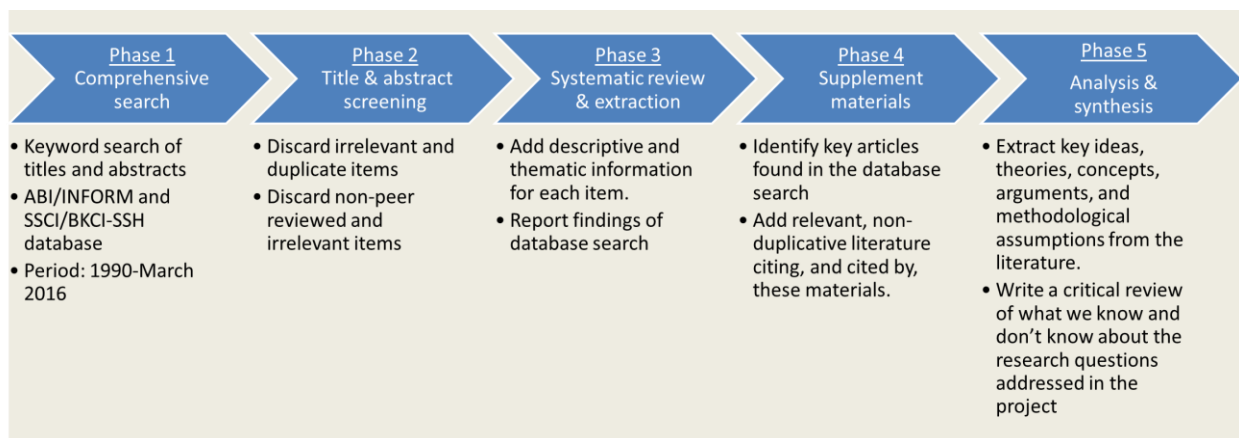 Phase 1
Comprehensive
search
• Keyword search of
titles and abstracts
• ABI/INFORM and
SSCI/BKCI-SSH
database
• Period: 1990-March
2016
Phase 2
Title & abstract
screening
• Discard irrelevant and
duplicate items
• Discard non-peer
reviewed and
irrelevant items
Phase 3
Systematic review
& extraction
• Add descriptive and
thematic information
for each item.
• Report findings of
database search
Phase 4
Supplement
materials
• Identify key articles
found in the database
search
• Add relevant, non-
duplicative literature
citing, and cited by,
these materials.
Phase 5
Analysis &
synthesis
• Extract key ideas,
theories, concepts,
arguments, and
methodological
assumptions from the
literature.
• Write a critical review
of what we know and
don’t know about the
research questions
addressed in the
project